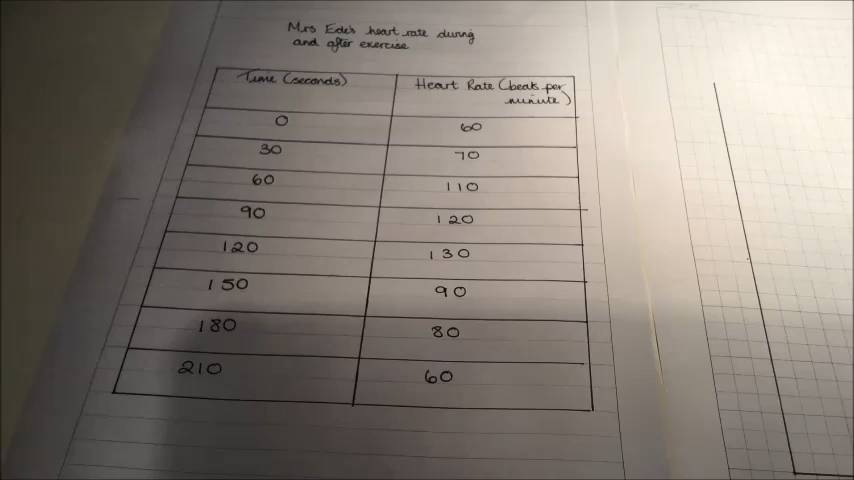 Mrs Ede's heart rate during
and after exercise
Time (seconds) Heart Rate (beats per
minute)
0 60
30 70
60 110
90 120
120 130
150 90
180 80
210 60